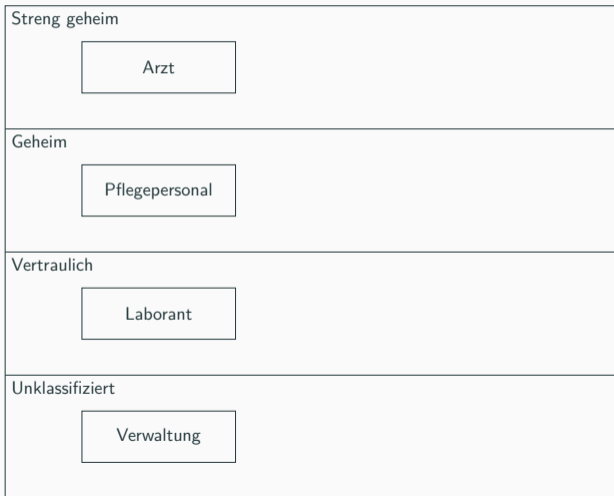 Streng geheim
Arzt
Geheim
Pflegepersonal
Vertraulich
Laborant
Unklassifiziert
Verwaltung